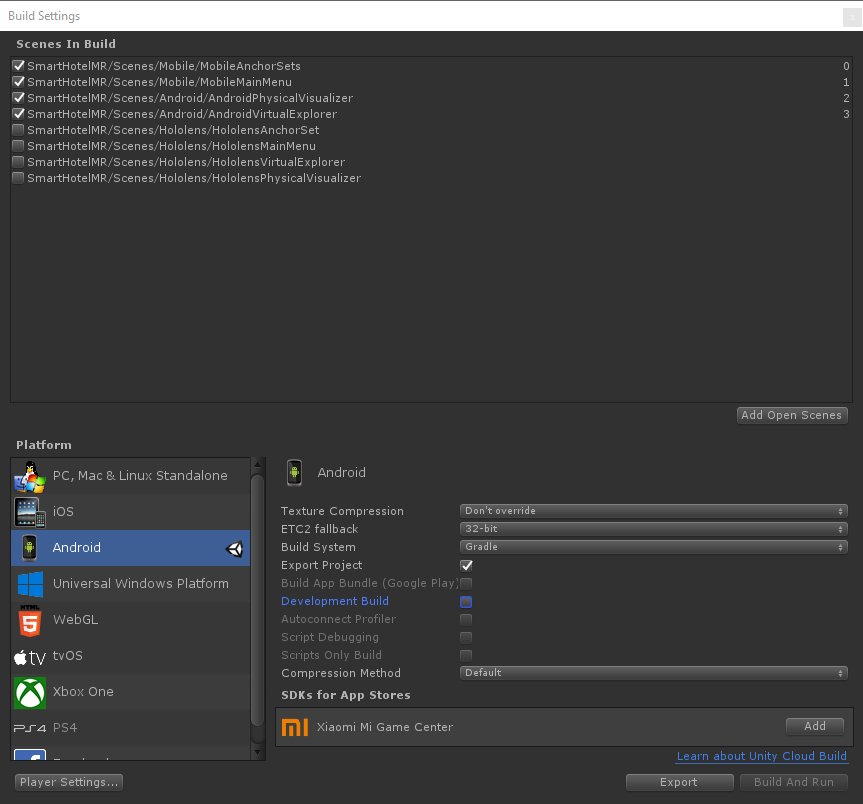 Build Settings
x
Scenes In Build
SmartHotelMR/Scenes/Mobile/MobileAnchorSets 0
SmartHotelMR/Scenes/Mobile/MobileMainMenu 1
SmartHotelMR/Scenes/Android/AndroidPhysicalVisualizer 2
SmartHotelMR/Scenes/Android/AndroidVirtualExplorer 3
SmartHotelMR/Scenes/Hololens/HololensAnchorSet
SmartHotelMR/Scenes/Hololens/HololensMainMenu
SmartHotelMR/Scenes/Hololens/HololensVirtualExplorer
SmartHotelMR/Scenes/Hololens/HololensPhysicalVisualizer
Add Open Scenes
Platform
PC, Mac & Linux Standalone
iOS
Android
Universal Windows Platform
HTML
5
WebGL
tv
tvOS
Xbox One
PS4
PS4
Android
Texture Compression Don't override
ETC2 fallback 32-bit
Build System Gradle
Export Project
Build App Bundle (Google Play)
Development Build
Autoconnect Profiler
Script Debugging
Scripts Only Build
Compression Method Default
SDKs for App Stores
MI
Xiaomi Mi Game Center Add
Learn about Unity Cloud Build
Player Settings... Export Build And Run